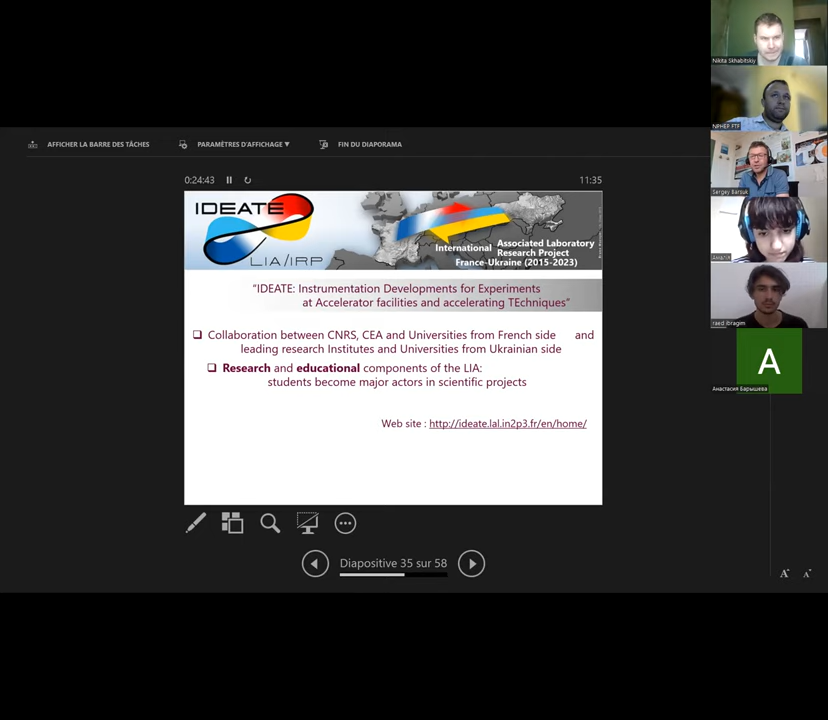 Nikita Skhabitskiy
NPHEP FTF
Sergey Barsuk
raed ibragim
A
Анастасия Барышева
AFFICHER LA BARRE DES TÂCHES
PARAMÈTRES D'AFFICHAGE ▼
FIN DU DIAPORAMA
0:24:43
11:35
IDEATE
LIA/IRP
International Associated Laboratory
Research Project
France-Ukraine (2015-2023)
"IDEATE: Instrumentation Developments for Experiments
at Accelerator facilities and accelerating TEchniques"
❑ Collaboration between CNRS, CEA and Universities from French side and
leading research Institutes and Universities from Ukrainian side
❑ Research and educational components of the LIA:
students become major actors in scientific projects
Web site : http://ideate.lal.in2p3.fr/en/home/
Diapositive 35 sur 58
A A